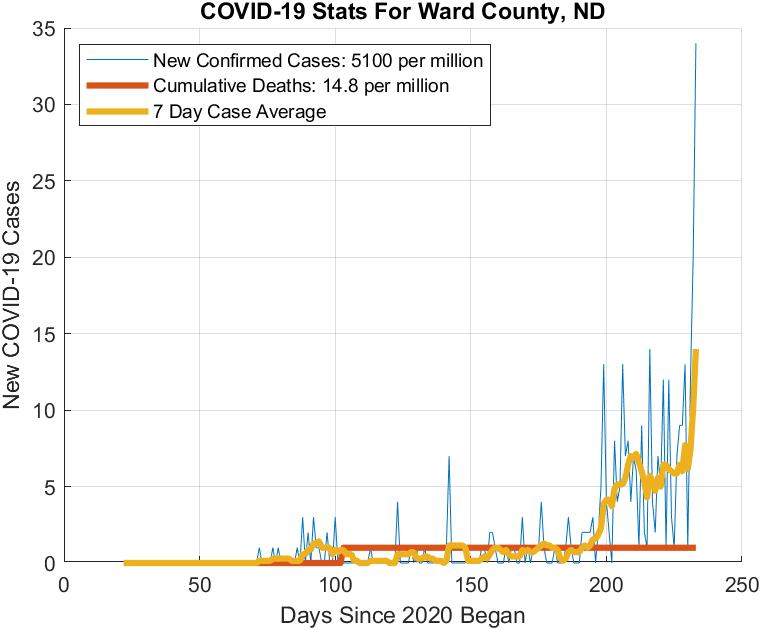 COVID-19 Stats For Ward County, ND
New Confirmed Cases: 5100 per million
Cumulative Deaths: 14.8 per million
7 Day Case Average
New COVID-19 Cases
35
30
25
20
15
10
5
0
0 50 100 150 200 250
Days Since 2020 Began